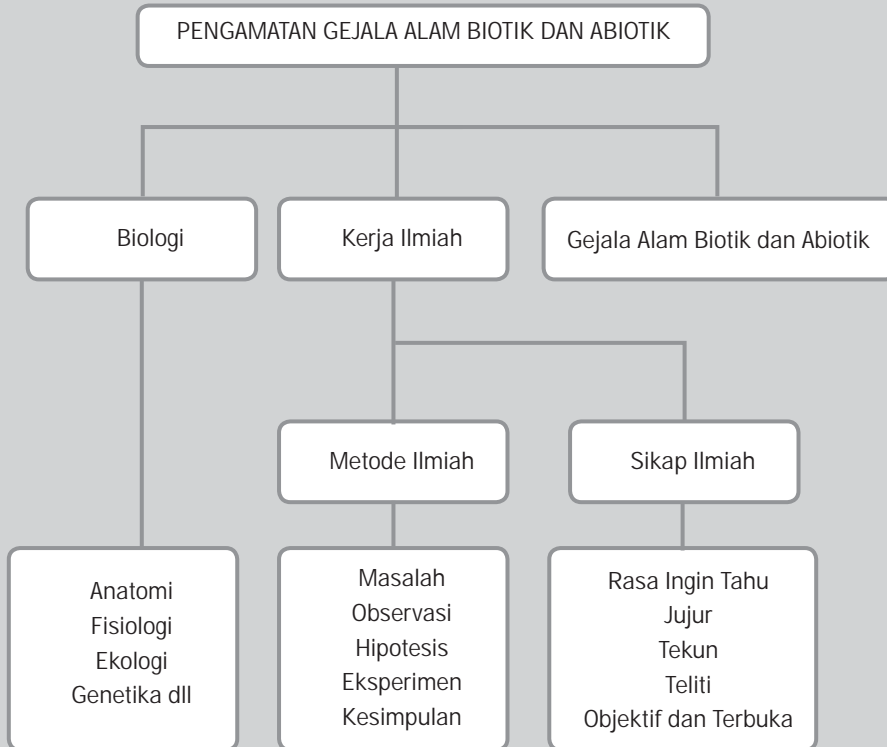 PENGAMATAN GEJALA ALAM BIOTIK DAN ABIOTIK
Biologi
Kerja Ilmiah
Gejala Alam Biotik dan Abiotik
Metode Ilmiah
Sikap Ilmiah
Anatomi
Fisiologi
Ekologi
Genetika dll
Masalah
Observasi
Hipotesis
Eksperimen
Kesimpulan
Rasa Ingin Tahu
Jujur
Tekun
Teliti
Objektif dan Terbuka